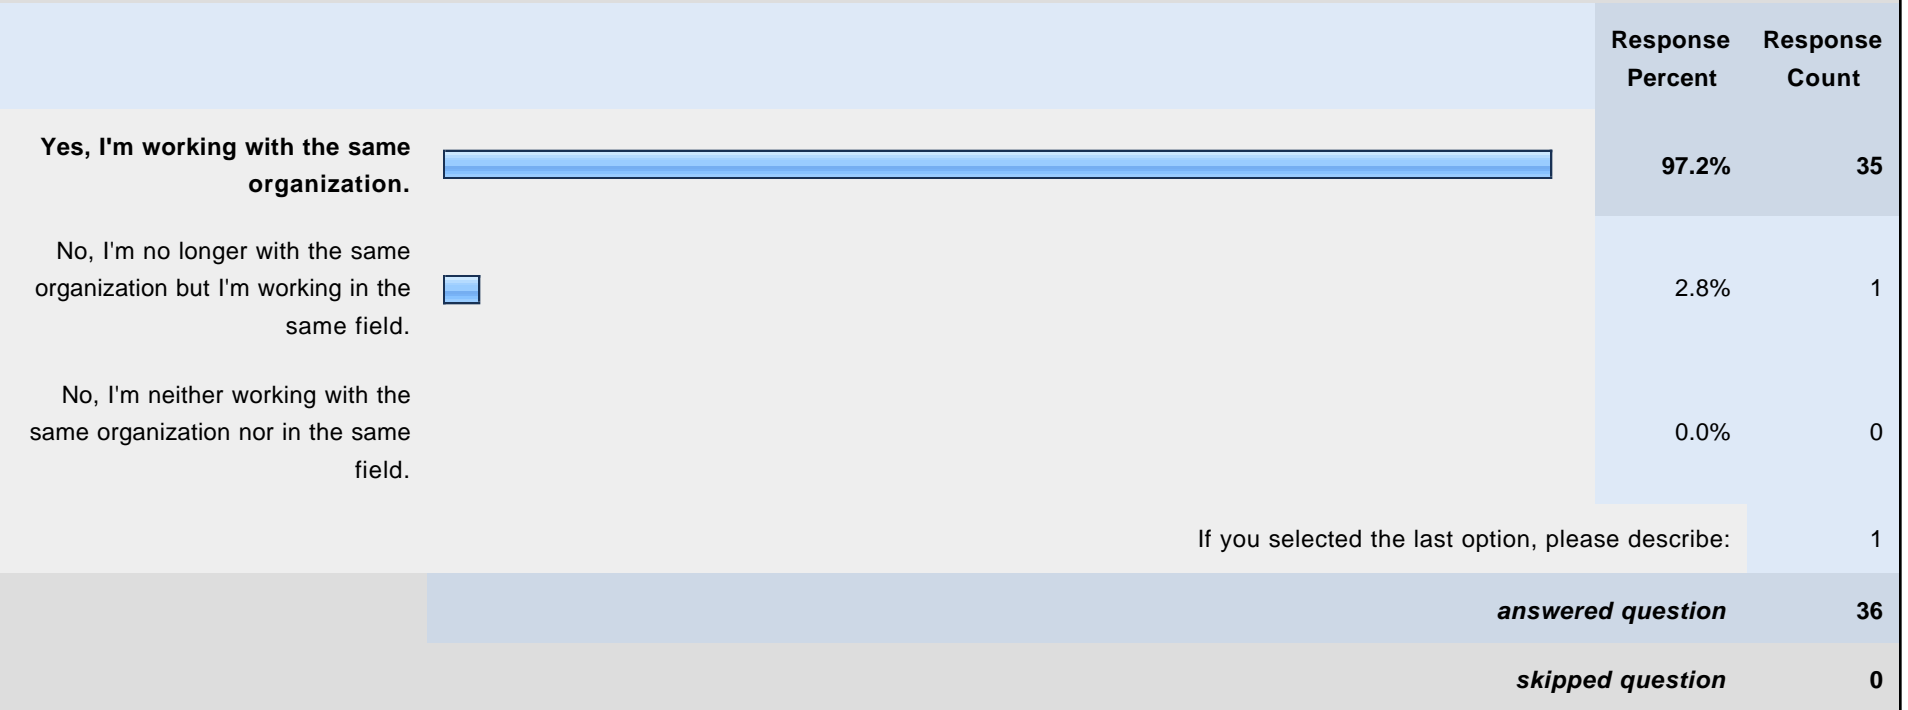 Response Response
Percent Count
Yes, I'm working with the same
organization.
97.2% 35
No, I'm no longer with the same
organization but I'm working in the
same field.
2.8% 1
No, I'm neither working with the
same organization nor in the same
field.
0.0% 0
If you selected the last option, please describe: 1
answered question 36
skipped question 0